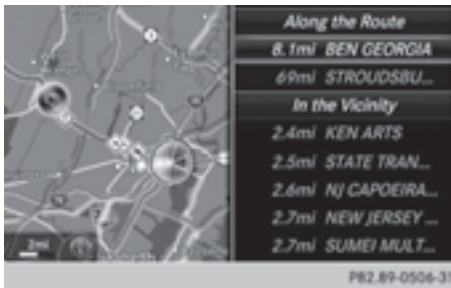 Along the Route
8.1mi BEN GEORGIA
69mi STROUDSBU...
In the Vicinity
2.4mi KEN ARTS
2.5mi STATE TRAN...
2.6mi NJ CAPOEIRA...
2.7mi NEW JERSEY ...
2.7mi SUMEI MULT...
2mi
P82.89-0506-31